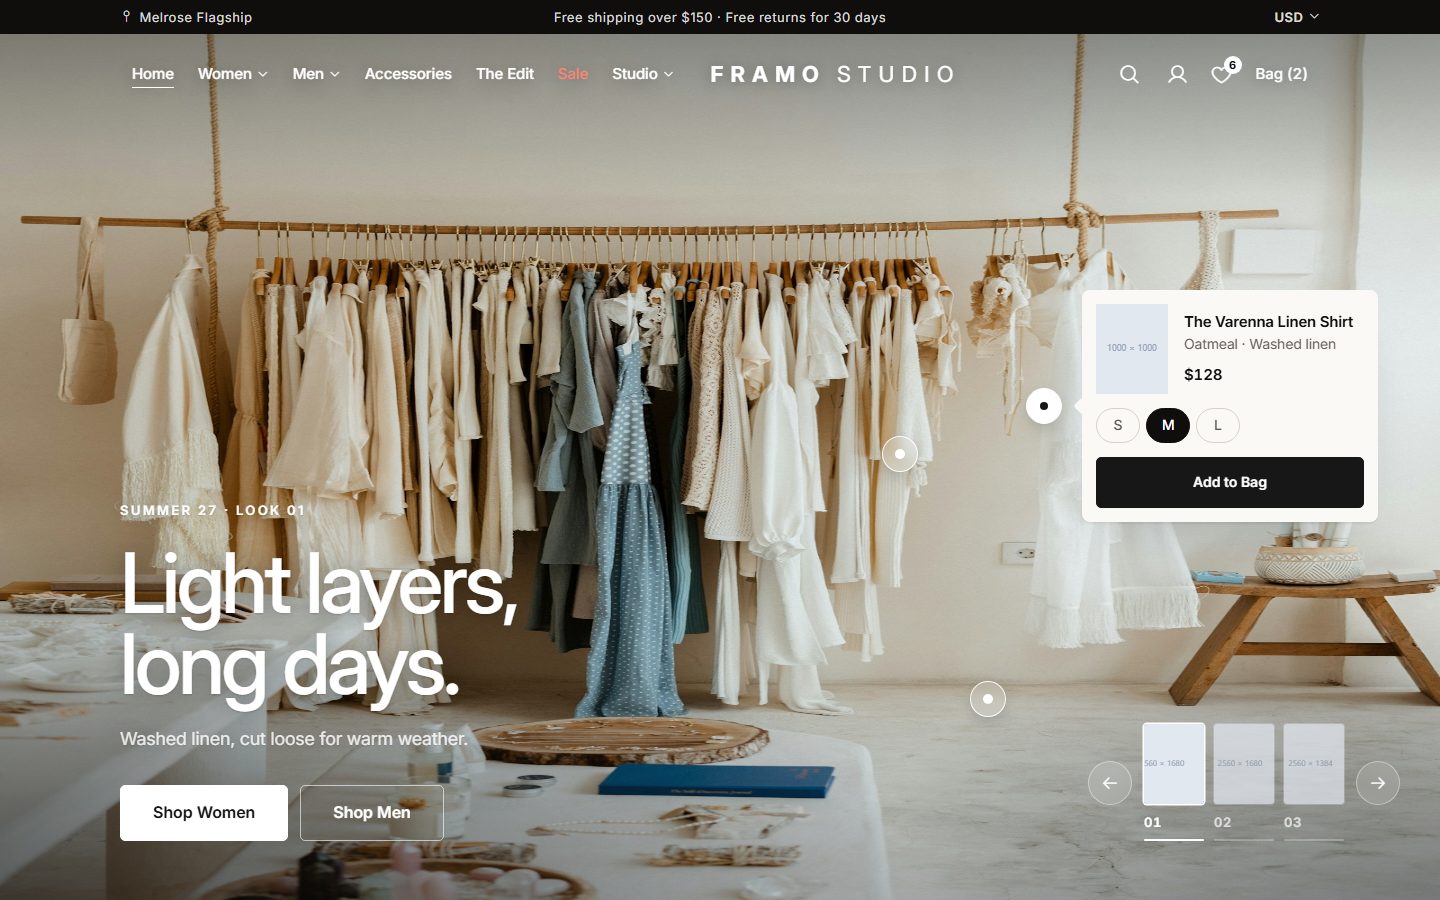 Melrose Flagship
Free shipping over $150 · Free returns for 30 days
USD
Home Women Men Accessories The Edit Sale Studio
FRAMO STUDIO
6
Bag (2)
1000 × 1000
The Varenna Linen Shirt
Oatmeal · Washed linen
$128
S M L
Add to Bag
SUMMER 27 · LOOK 01
Light layers,
long days.
Washed linen, cut loose for warm weather.
Shop Women Shop Men
560 × 1680 2560 × 1680 2560 × 1384
01 02 03